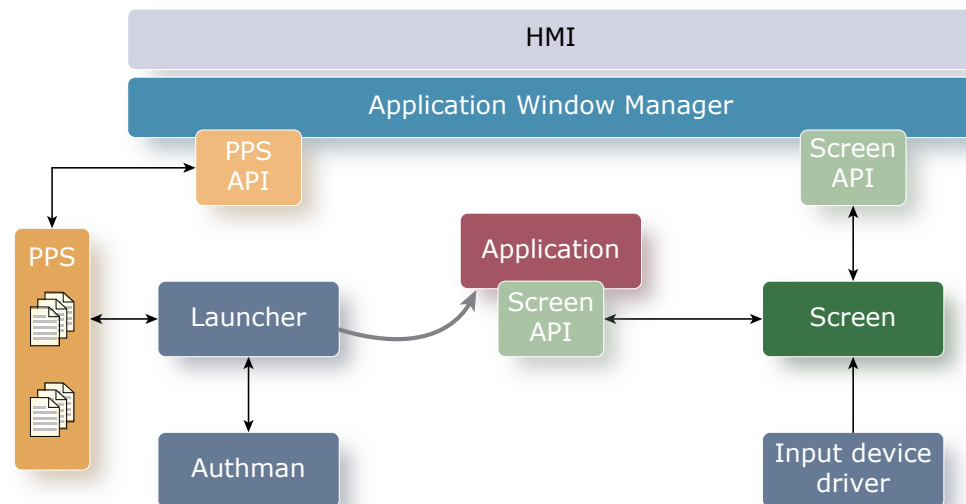 HMI
Application Window Manager
PPS
API
Screen
API
PPS
Application
Launcher
Screen
API
Screen
Authman
Input device
driver